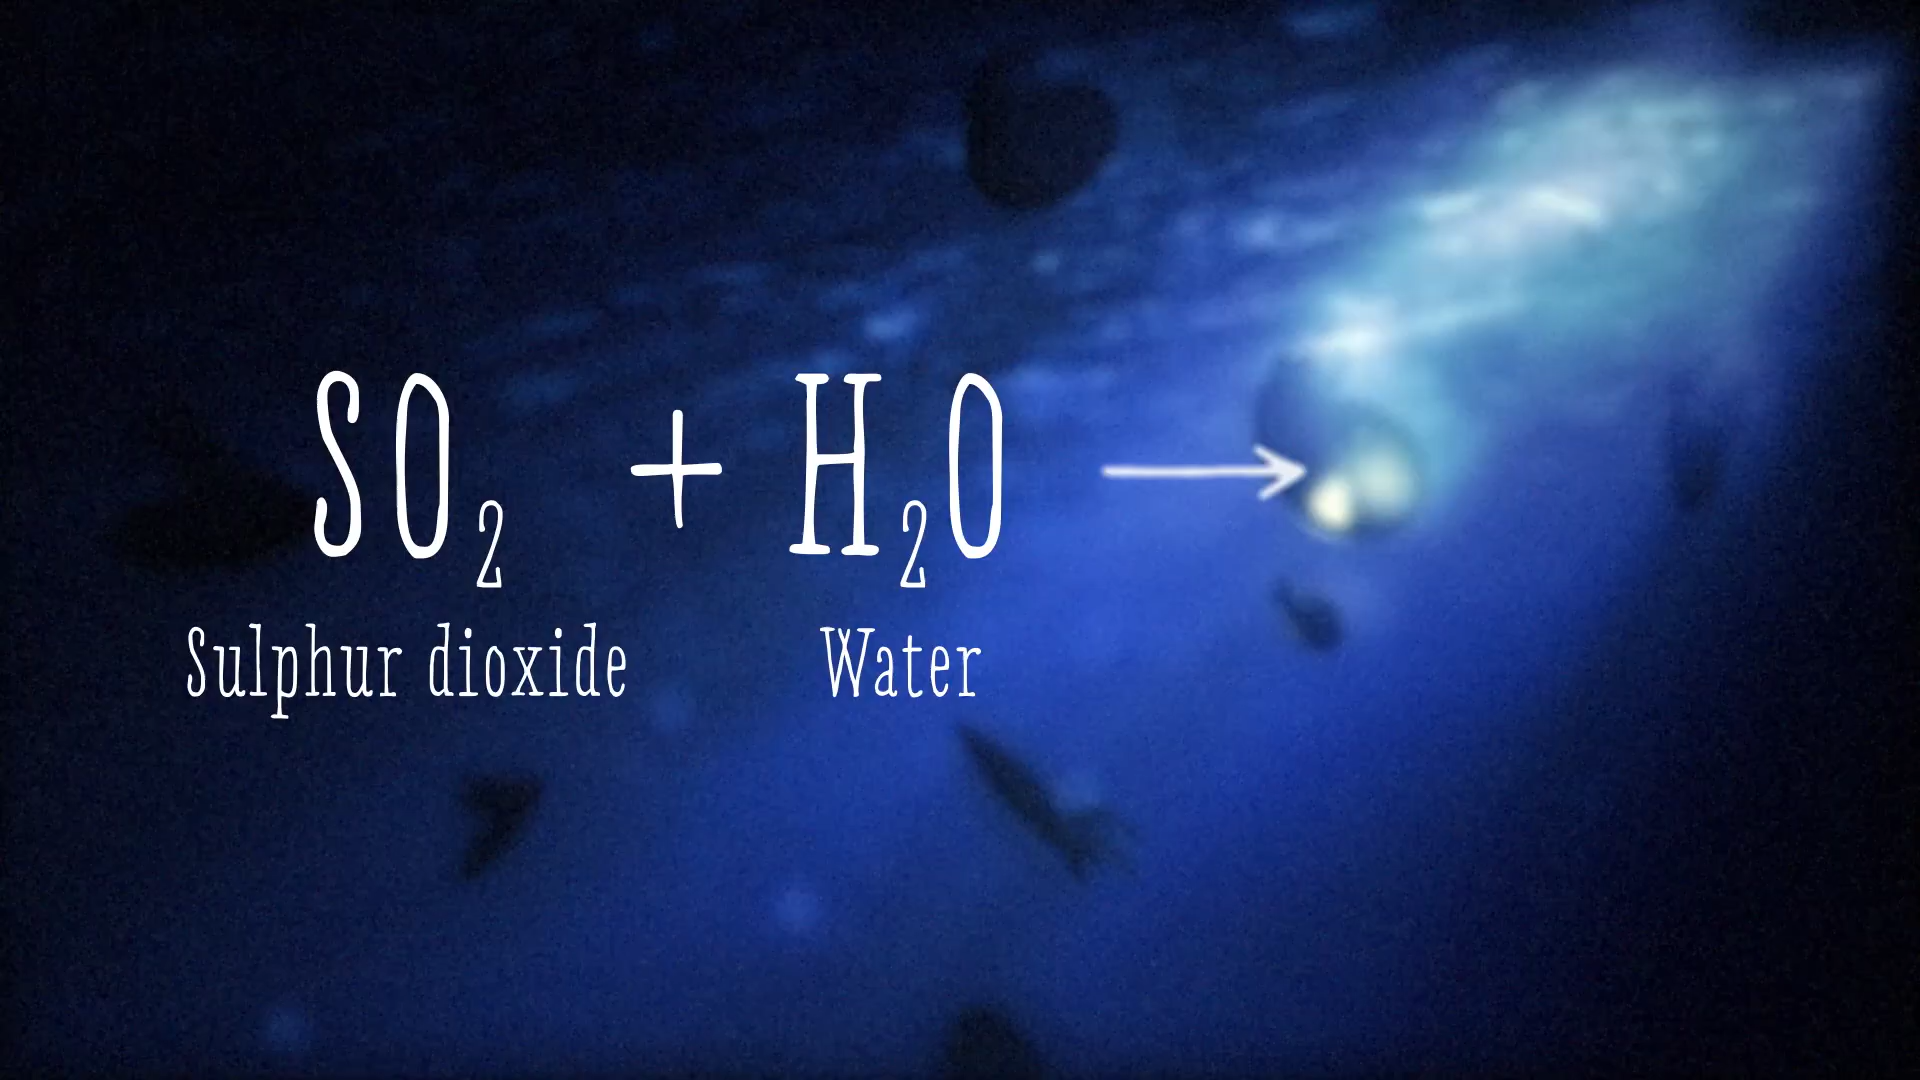 SO₂ + H₂O →
Sulphur dioxide Water